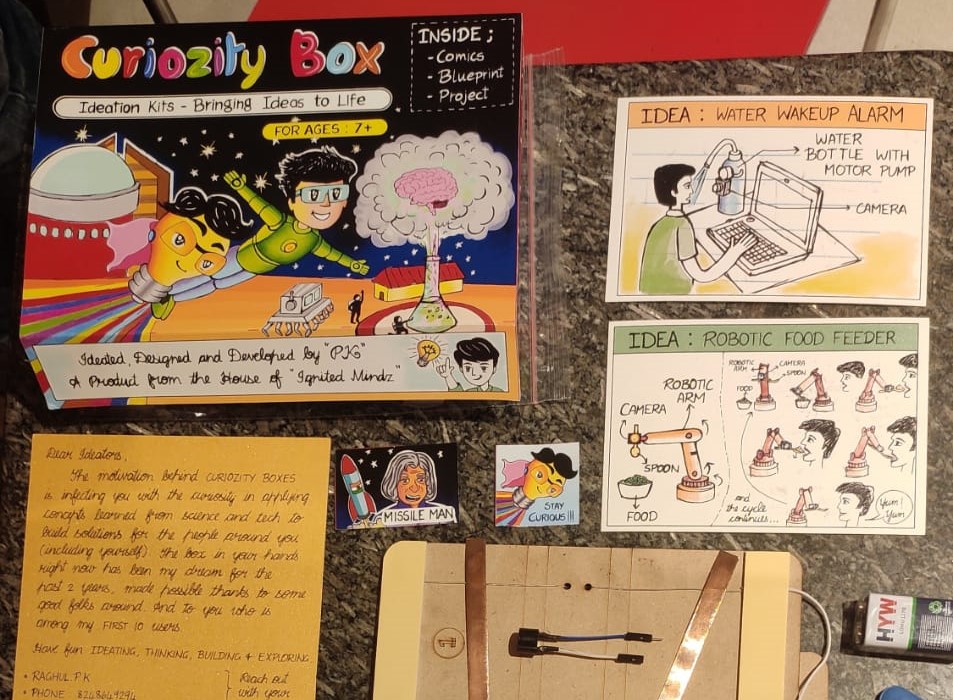 Curiozity Box
Ideation Kits - Bringing Ideas to Life
FOR AGES : 7+
INSIDE ;
- Comics
- Blueprint
- Project
Ideated, Designed and Developed by "PK"
A Product from the House of "Ignited Mindz"
IDEA : WATER WAKEUP ALARM
WATER
BOTTLE WITH
MOTOR PUMP
CAMERA
IDEA : ROBOTIC FOOD FEEDER
ROBOTIC
ARM
CAMERA
SPOON
FOOD
ROBOTIC
ARM
CAMERA
SPOON
FOOD
and
the cycle
continues...
Yum!
Yum
Dear Ideators,
The motivation behind CURIOZITY BOXES
is infecting you with the curiosity in applying
concepts learned from science and tech to
build solutions for the people around you
(including yourself). The box in your hands
right now has been my dream for the
past 2 years, made possible thanks to some
good folks around. And to you who is
among my FIRST 10 users.
Have fun IDEATING, THINKING, BUILDING & EXPLORING
• RAGHUL P K
• PHONE 8248649294
Reach out
with your
MISSILE MAN
STAY
CURIOUS !!!
HYW